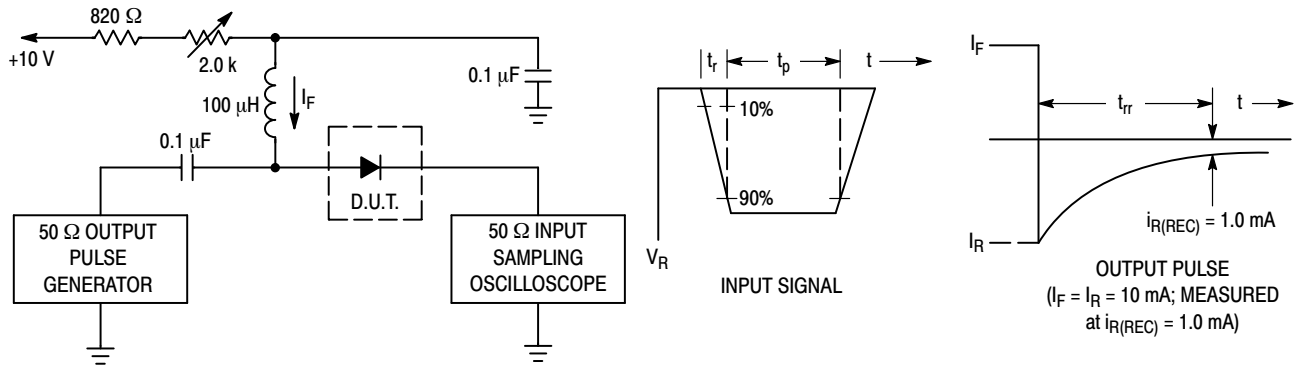 820 Ω
+10 V
2.0 k
100 μH
I_F
0.1 μF
0.1 μF
D.U.T.
50 Ω OUTPUT
PULSE
GENERATOR
50 Ω INPUT
SAMPLING
OSCILLOSCOPE
t_r
t_p
t
10%
90%
V_R
INPUT SIGNAL
I_F
t_rr
t
I_R
i_R(REC) = 1.0 mA
OUTPUT PULSE
(I_F = I_R = 10 mA; MEASURED
at i_R(REC) = 1.0 mA)